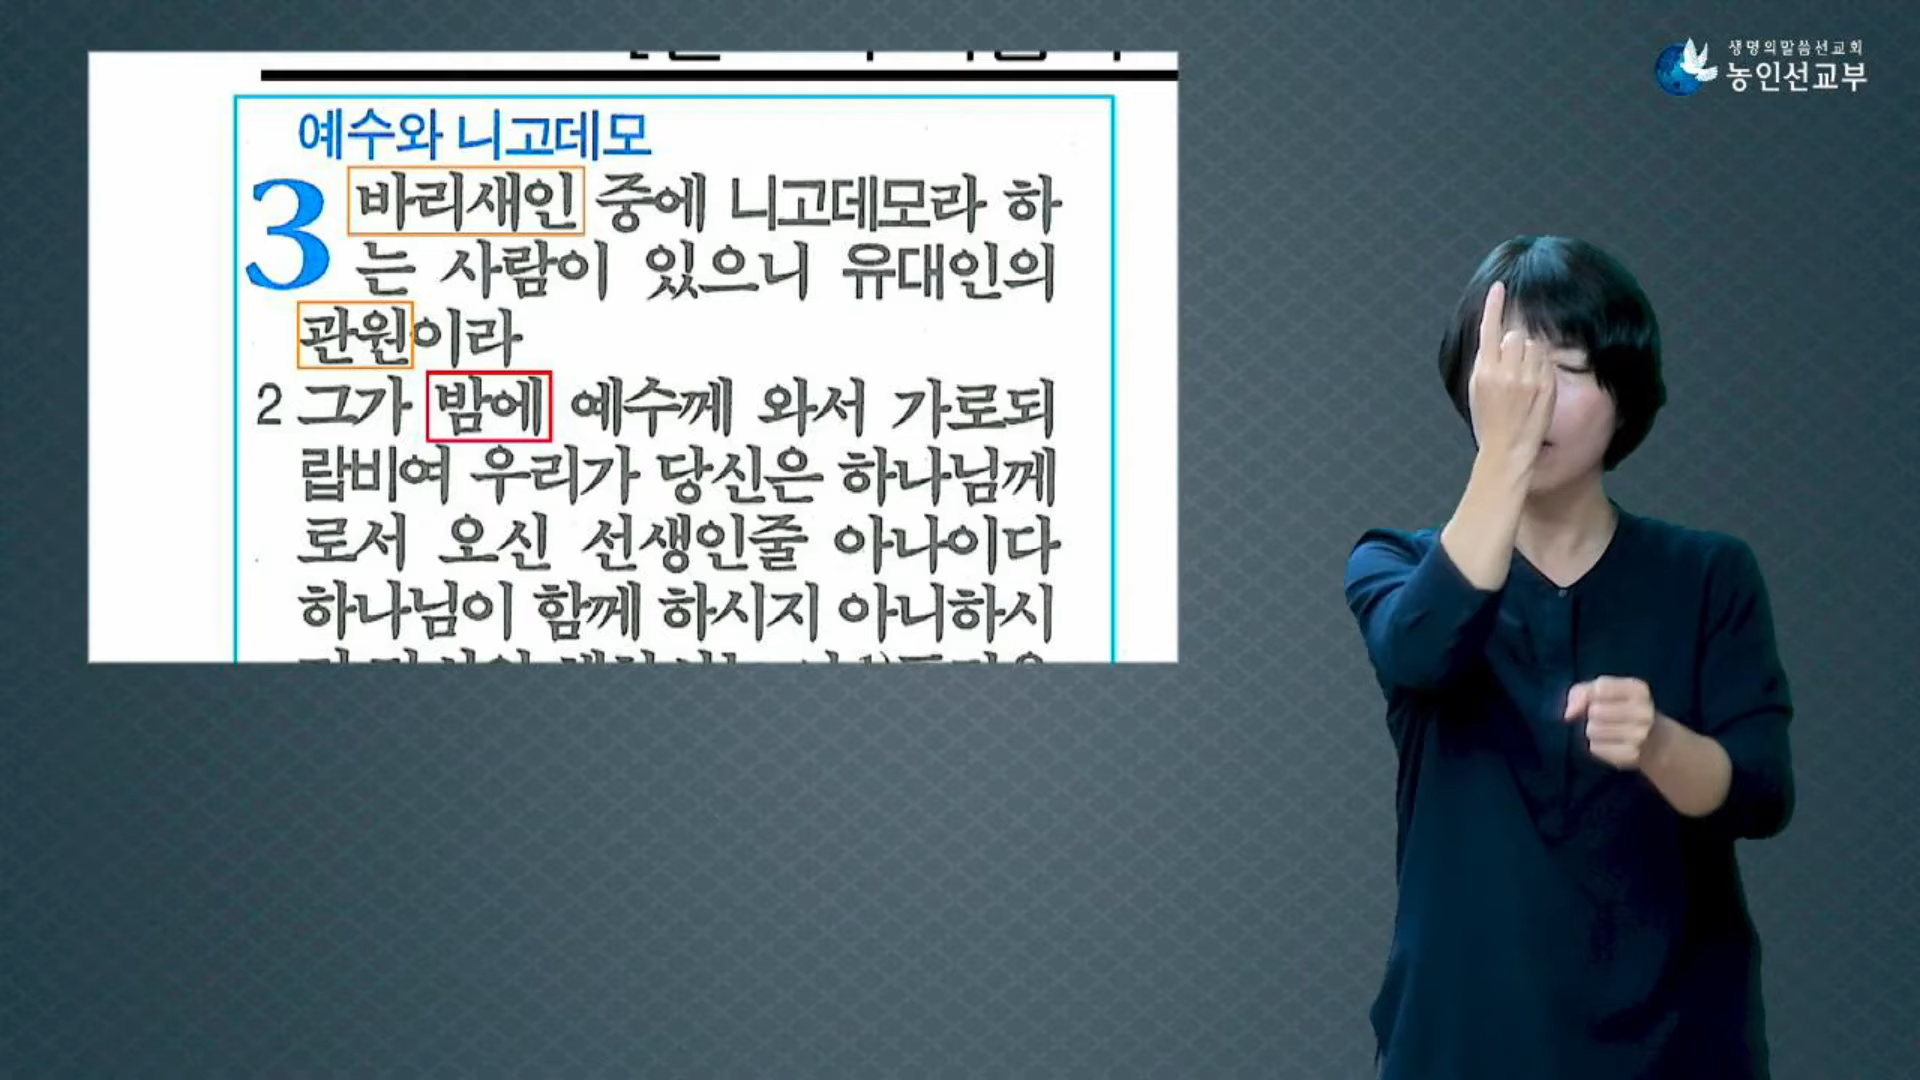 생명의말씀선교회
농인선교부
예수와 니고데모
3 바리새인 중에 니고데모라 하
는 사람이 있으니 유대인의
관원이라
2 그가 밤에 예수께 와서 가로되
랍비여 우리가 당신은 하나님께
로서 오신 선생인줄 아나이다
하나님이 함께 하시지 아니하시